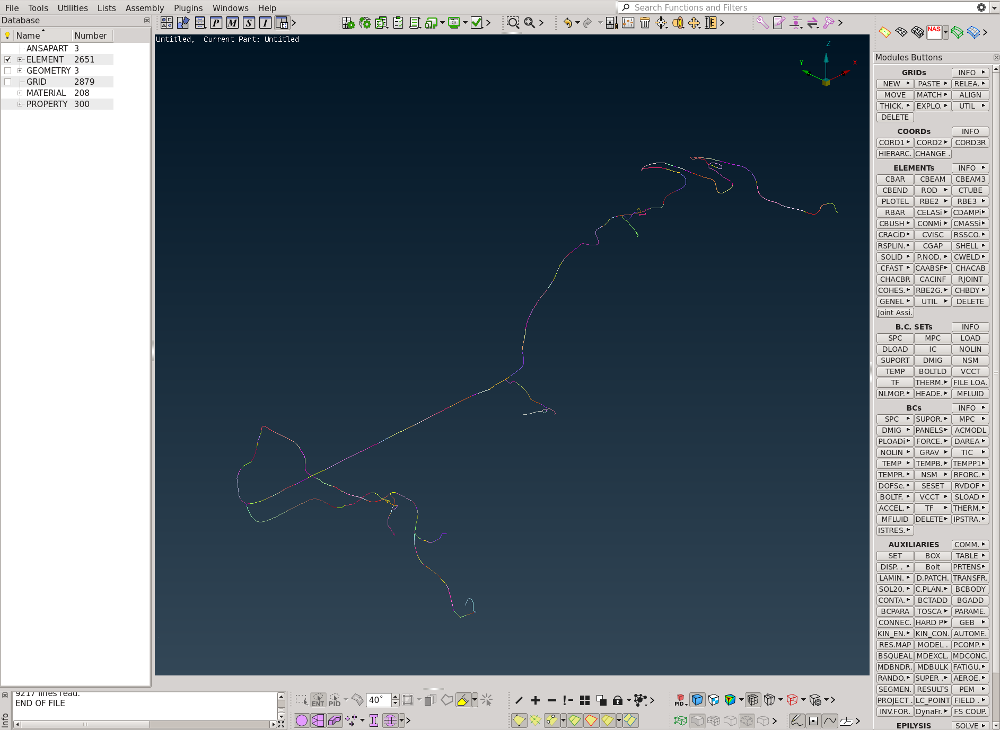 File Tools Utilities Lists Assembly Plugins Windows Help
Search Functions and Filters
Database
P M S I
NAS
Name Number
Untitled, Current Part: Untitled
ANSAPART 3
ELEMENT 2651
GEOMETRY 3
GRID 2879
MATERIAL 208
PROPERTY 300
Z
Y X
Modules Buttons
GRIDs INFO
NEW PASTE RELEA.
MOVE MATCH ALIGN
THICK. EXPLO. UTIL
DELETE
COORDs INFO
CORD1 CORD2 CORD3R
HIERARC. CHANGE .
ELEMENTs INFO
CBAR CBEAM CBEAM3
CBEND ROD CTUBE
PLOTEL RBE2 RBE3
RBAR CELASi CDAMPi
CBUSH CONMi CMASSi
CRACiD CVISC RSSCO.
RSPLIN. CGAP SHELL
SOLID P.NOD. CWELD
CFAST CAABSF CHACAB
CHACBR CACINF RJOINT
COHES. RBE2G. CHBDY
GENEL UTIL DELETE
Joint Assi.
B.C. SETs INFO
SPC MPC LOAD
DLOAD IC NOLIN
SUPORT DMIG NSM
TEMP BOLTLD VCCT
TF THERM. FILE LOA.
NLMOP. HEADE. MFLUID
BCs INFO
SPC SUPOR. MPC
DMIG PANELS ACMODL
PLOADi FORCE. DAREA
NOLIN GRAV TIC
TEMP TEMPB. TEMPP1
TEMPR. NSM RFORC.
DOFSe. SESET RVDOF
BOLTF. VCCT SLOAD
ACCEL. TF THERM.
MFLUID DELETE IPSTRA.
ISTRES.
AUXILIARIES COMM.
SET BOX TABLE
DISP. . Bolt PRTENS
LAMIN. D.PATCH. TRANSFR.
SOL20. C.PLAN. BCBODY
CONTA. BCTADD BGADD
BCPARA TOSCA PARAME.
CONNEC. HARD P GEB
KIN_EN. KIN_CON. AUTOME.
RES.MAP MODEL . PCOMP.
BSQUEAL MDEXCL. MDCONC.
MDBNDR. MDBULK FATIGU.
RANDO. SUPER . AEROE.
SEGMEN. RESULTS PEM
PROJECT . LC_POINT FIELD .
INV.FOR. DynaFr. FS COUP.
EPILYSIS SOLVE
9217 lines read.
END OF FILE
Info
ENT PID 40°
PID